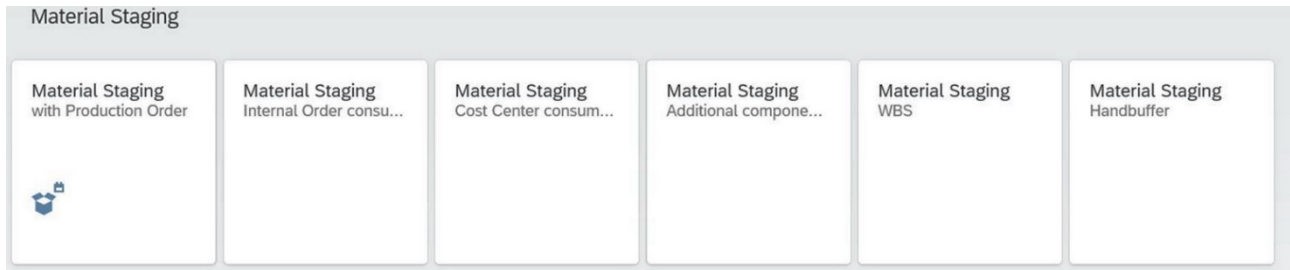 Material Staging
Material Staging
with Production Order
Material Staging
Internal Order consu...
Material Staging
Cost Center consum...
Material Staging
Additional compone...
Material Staging
WBS
Material Staging
Handbuffer